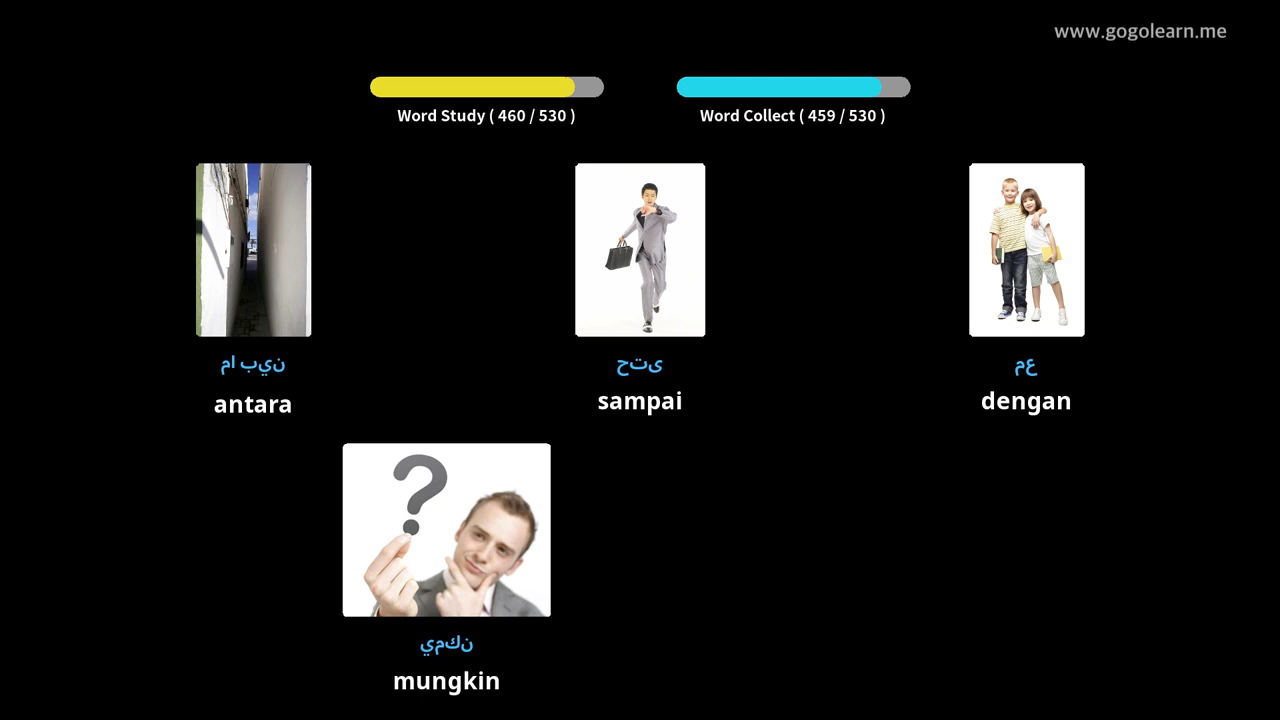 www.gogolearn.me
Word Study ( 460 / 530 )
Word Collect ( 459 / 530 )
ما بين
antara
حتى
sampai
مع
dengan
يمكن
mungkin